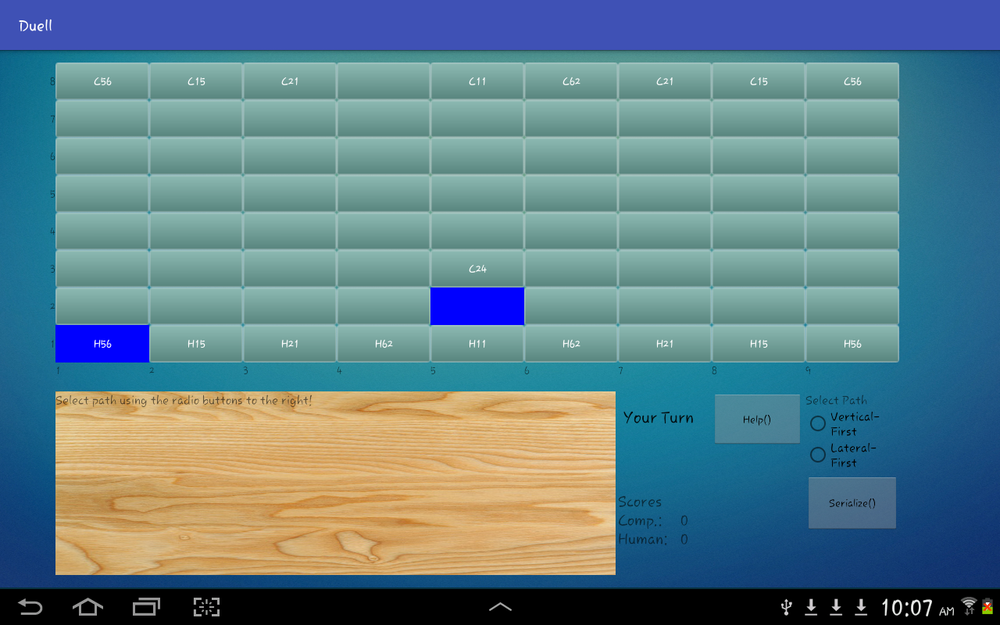 Duell
8 C56 C15 C21 C11 C62 C21 C15 C56
7
6
5
4
3 C24
2
1 H56 H15 H21 H62 H11 H62 H21 H15 H56
1 2 3 4 5 6 7 8 9
Select path using the radio buttons to the right!
Your Turn
Help()
Select Path
Vertical-
First
Lateral-
First
Serialize()
Scores
Comp.: 0
Human: 0
10:07 AM